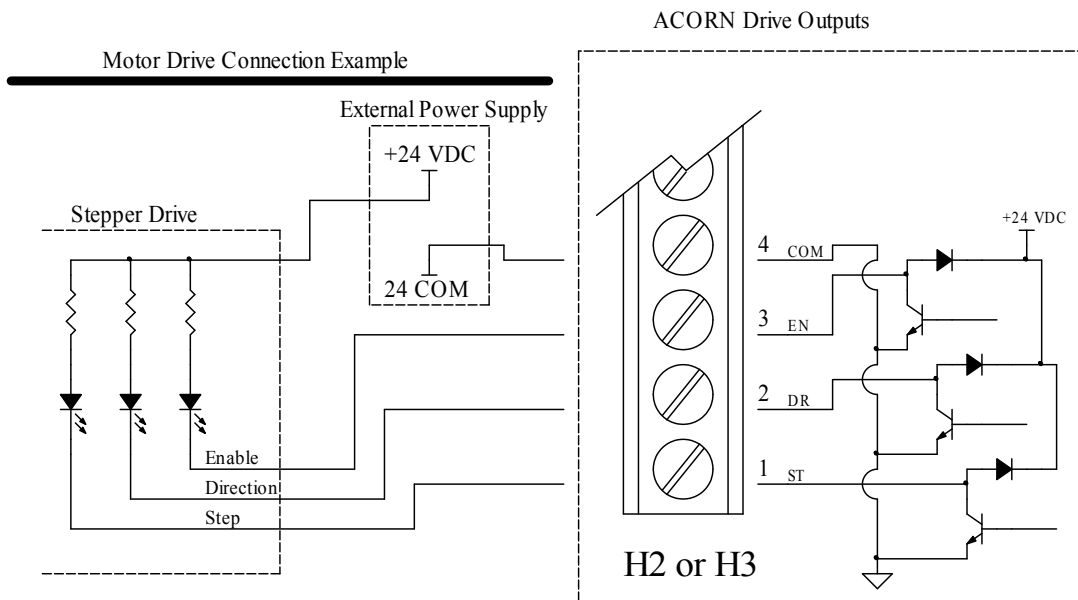 ACORN Drive Outputs
Motor Drive Connection Example
External Power Supply
+24 VDC
Stepper Drive
24 COM
Enable
Direction
Step
4 COM
3 EN
2 DR
1 ST
+24 VDC
H2 or H3